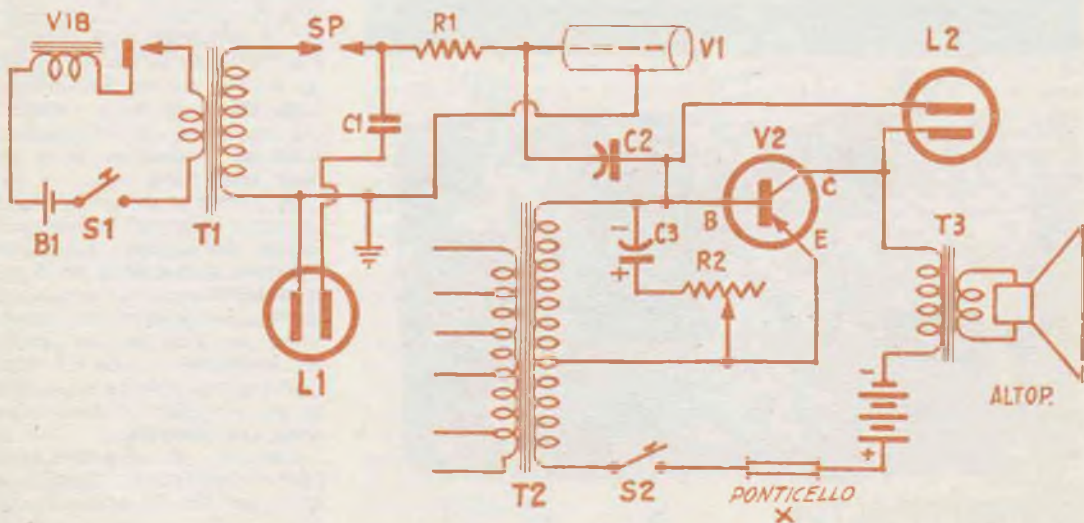 VIB
SP
R1
V1
L2
C1
C2
V2
C
B1
S1
T1
B
E
C3
R2
T3
-
+
L1
-
+
ALTOP.
T2
S2
PONTICELLO
X